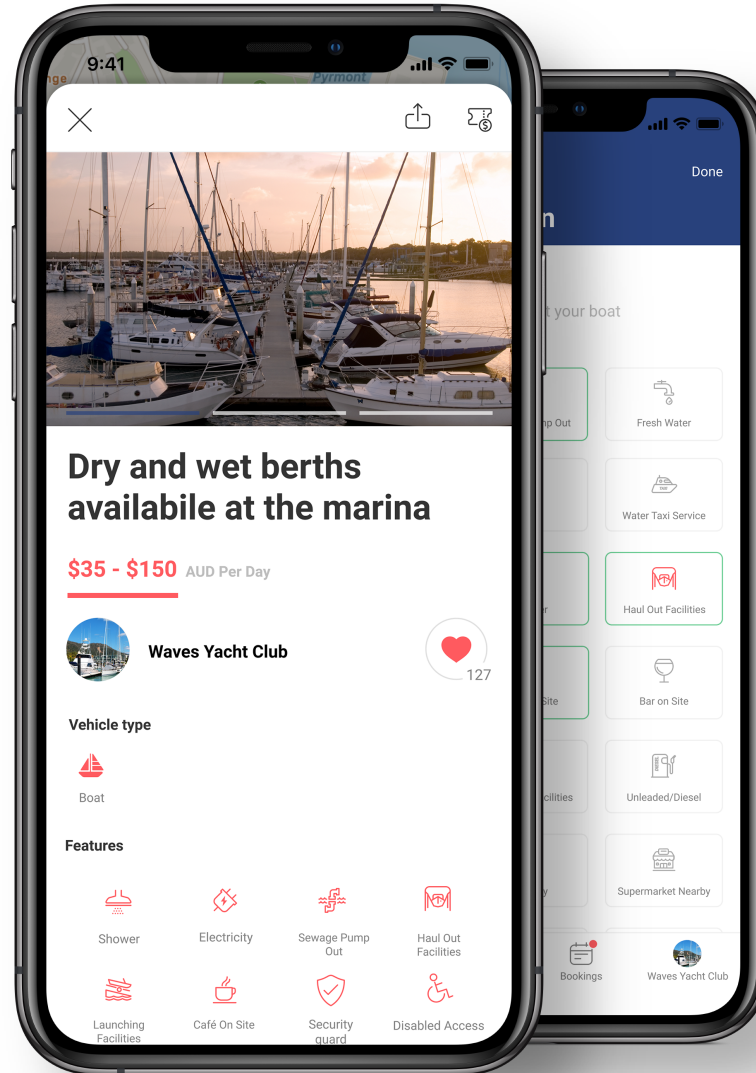 9:41
Pyrmont
Dry and wet berths
availabile at the marina
$35 - $150 AUD Per Day
Waves Yacht Club
127
Vehicle type
Boat
Features
Shower
Electricity
Sewage Pump
Out
Haul Out
Facilities
Launching
Facilities
Café On Site
Security
guard
Disabled Access
Done
your boat
Out
Fresh Water
Water Taxi Service
Haul Out Facilities
Site
Bar on Site
Unleaded/Diesel
Supermarket Nearby
Bookings
Waves Yacht Club